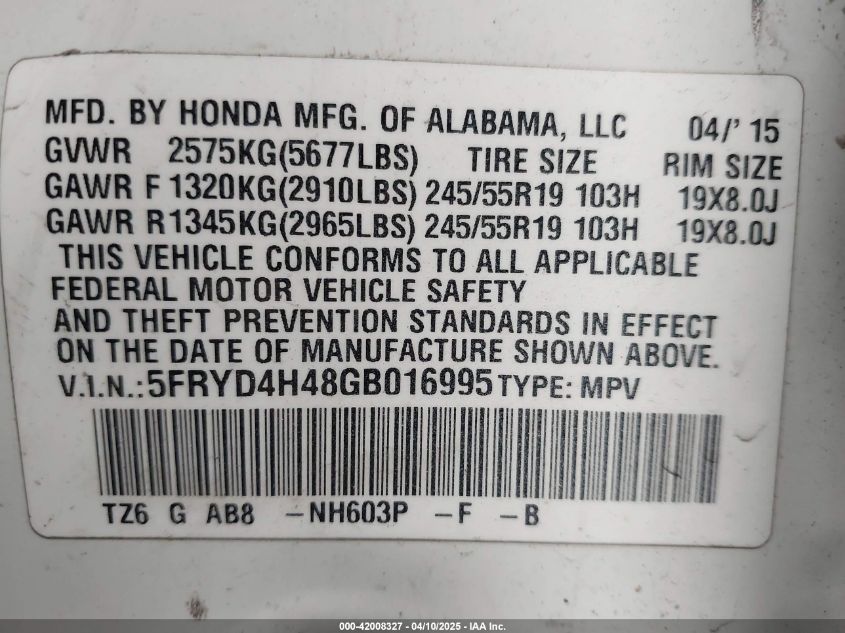 MFD. BY HONDA MFG. OF ALABAMA, LLC 04/' 15
GVWR 2575KG(5677LBS) TIRE SIZE RIM SIZE
GAWR F 1320KG(2910LBS) 245/55R19 103H 19X8.0J
GAWR R 1345KG(2965LBS) 245/55R19 103H 19X8.0J
THIS VEHICLE CONFORMS TO ALL APPLICABLE
FEDERAL MOTOR VEHICLE SAFETY
AND THEFT PREVENTION STANDARDS IN EFFECT
ON THE DATE OF MANUFACTURE SHOWN ABOVE.
V.I.N.: 5FRYD4H48GB016995 TYPE: MPV
TZ6 G AB8 -NH603P -F -B
000-42008327 - 04/10/2025 - IAA Inc.